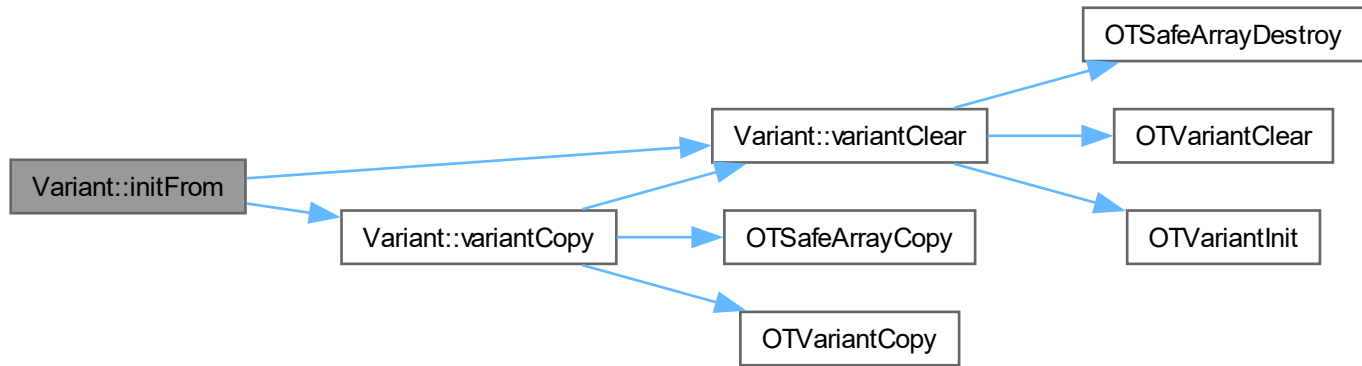 Variant::initFrom
Variant::variantCopy
Variant::variantClear
OTSafeArrayCopy
OTVariantCopy
OTSafeArrayDestroy
OTVariantClear
OTVariantInit